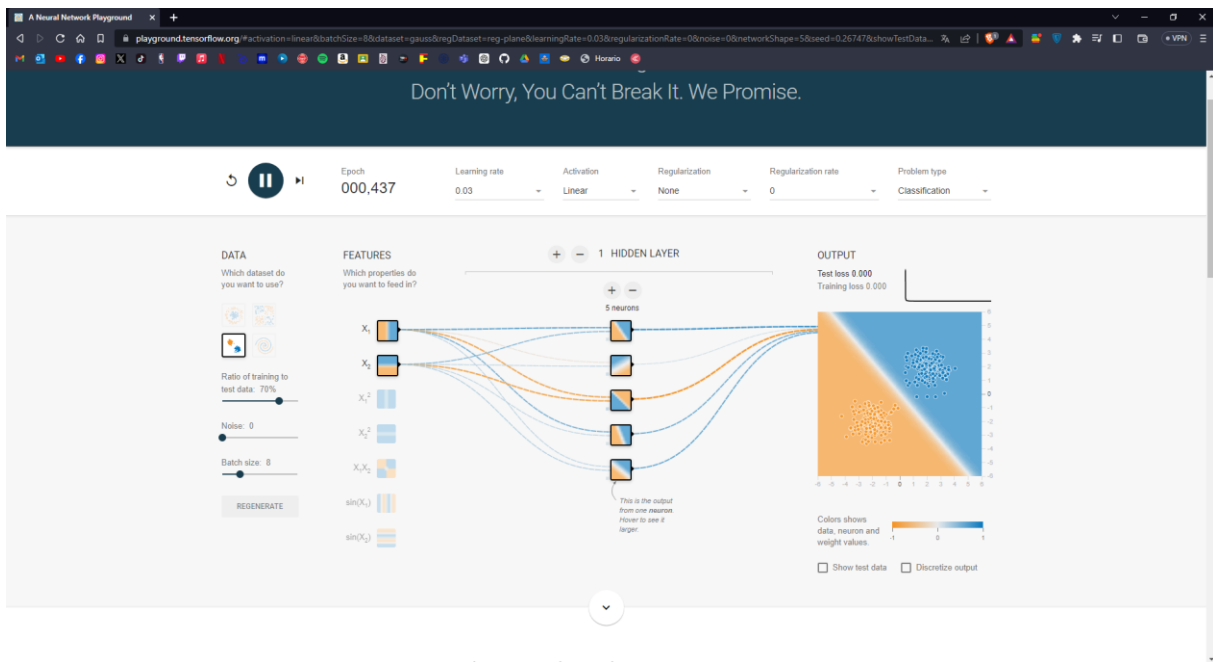 A Neural Network Playground
playground.tensorflow.org/#activation=linear&batchSize=8&dataset=gauss&regDataset=reg-plane&learningRate=0.03&regularizationRate=0&noise=0&networkShape=5&seed=0.26747&showTestData...
VPN
Horario
Don't Worry, You Can't Break It. We Promise.
Epoch
000,437
Learning rate
0.03
Activation
Linear
Regularization
None
Regularization rate
0
Problem type
Classification
DATA
Which dataset do
you want to use?
Ratio of training to
test data: 70%
Noise: 0
Batch size: 8
REGENERATE
FEATURES
Which properties do
you want to feed in?
X₁
X₂
X₁²
X₂²
X₁X₂
sin(X₁)
sin(X₂)
+ − 1 HIDDEN LAYER
+ −
5 neurons
This is the output
from one neuron.
Hover to see it
larger.
OUTPUT
Test loss 0.000
Training loss 0.000
6
5
4
3
2
1
0
-1
-2
-3
-4
-5
-6
-6 -5 -4 -3 -2 -1 0 1 2 3 4 5 6
Colors shows
data, neuron and
weight values.
-1 0 1
Show test data
Discretize output